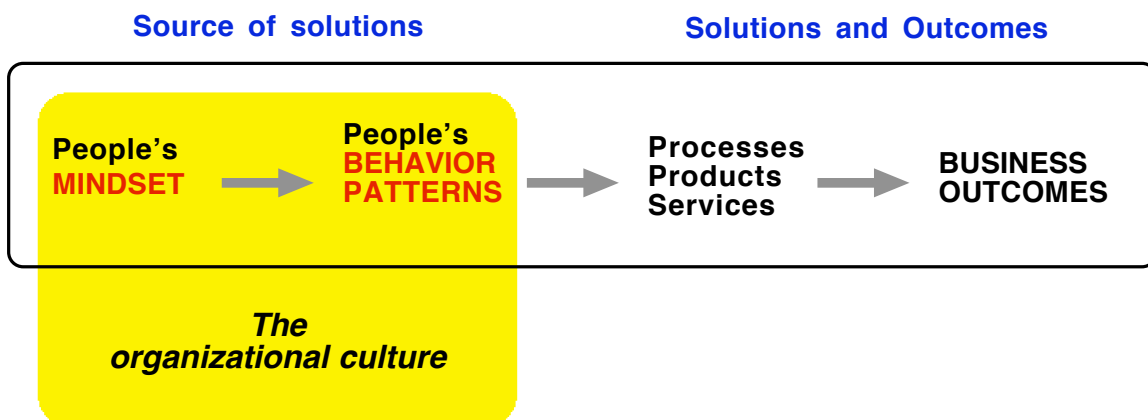 Source of solutions
Solutions and Outcomes
People’s
MINDSET
People’s
BEHAVIOR
PATTERNS
Processes
Products
Services
BUSINESS
OUTCOMES
The
organizational culture